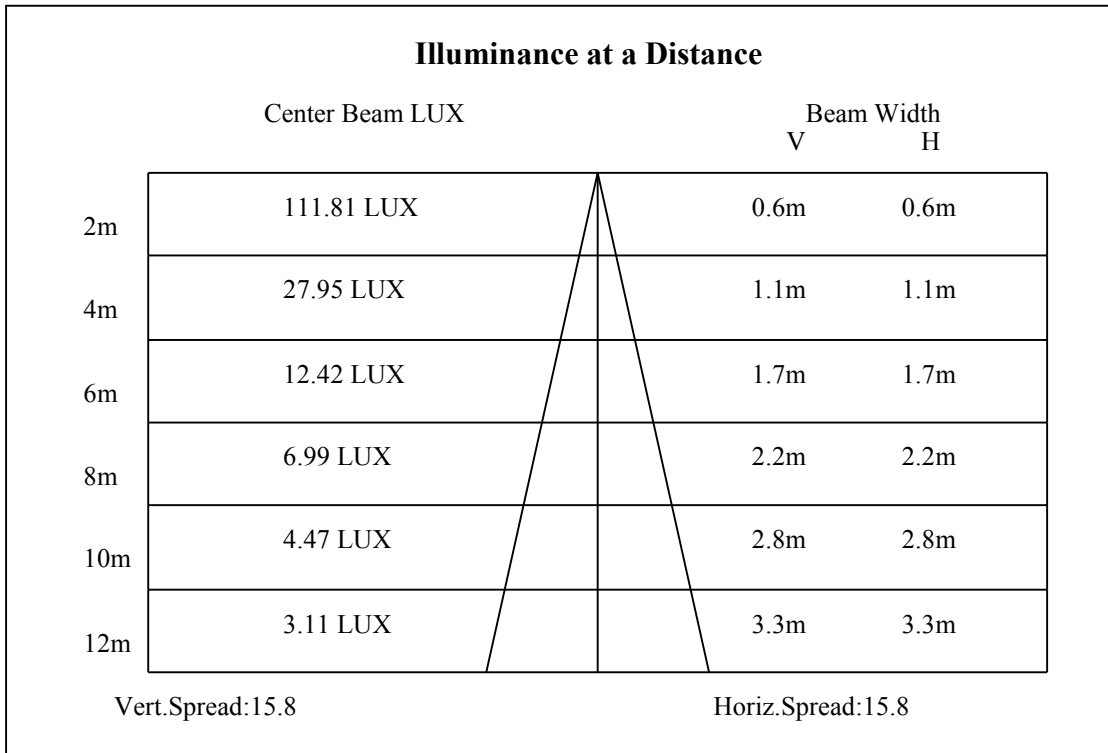 Illuminance at a Distance
Center Beam LUX Beam Width
V H
2m 111.81 LUX 0.6m 0.6m
4m 27.95 LUX 1.1m 1.1m
6m 12.42 LUX 1.7m 1.7m
8m 6.99 LUX 2.2m 2.2m
10m 4.47 LUX 2.8m 2.8m
12m 3.11 LUX 3.3m 3.3m
Vert.Spread:15.8 Horiz.Spread:15.8